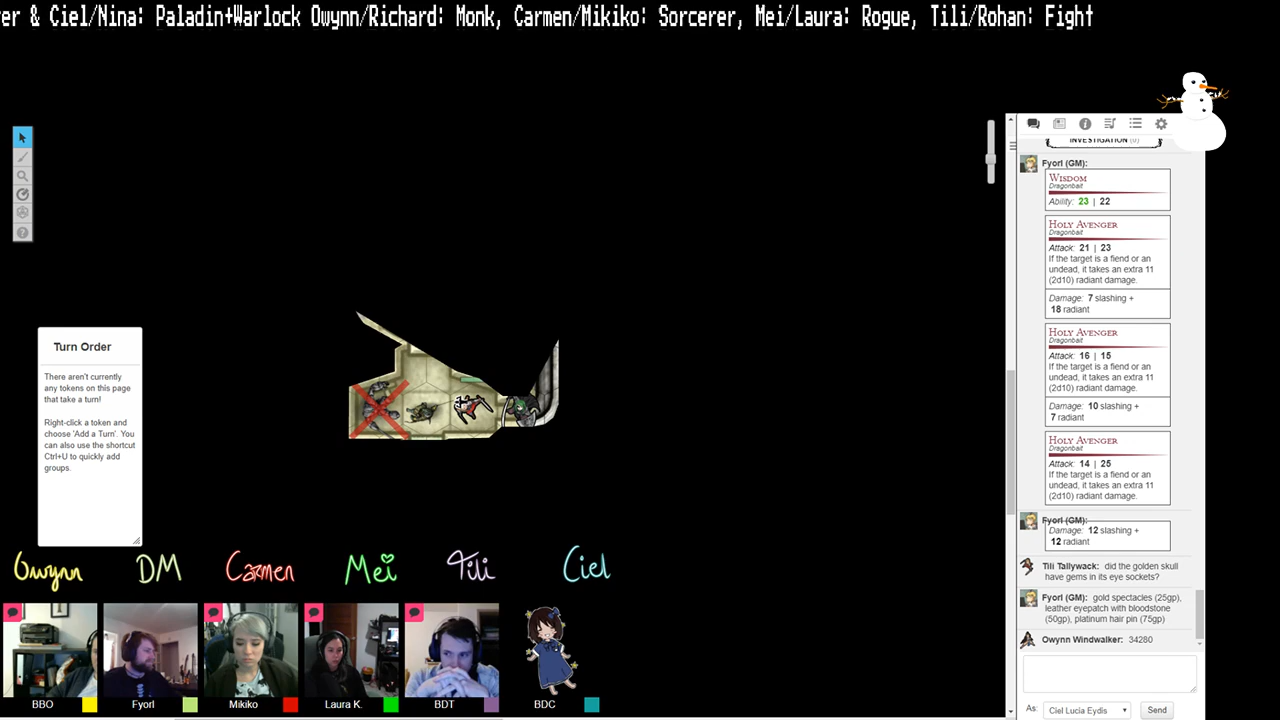 er & Ciel/Nina: Paladin+Warlock Owynn/Richard: Monk, Carmen/Mikiko: Sorcerer, Mei/Laura: Rogue, Tili/Rohan: Fight
INVESTIGATION (0)
Fyorl (GM):
WISDOM
Dragonbait
Ability: 23 | 22
HOLY AVENGER
Dragonbait
Attack: 21 | 23
If the target is a fiend or an
undead, it takes an extra 11
(2d10) radiant damage.
Damage: 7 slashing +
18 radiant
HOLY AVENGER
Dragonbait
Attack: 16 | 15
If the target is a fiend or an
undead, it takes an extra 11
(2d10) radiant damage.
Damage: 10 slashing +
7 radiant
HOLY AVENGER
Dragonbait
Attack: 14 | 25
If the target is a fiend or an
undead, it takes an extra 11
(2d10) radiant damage.
Fyorl (GM):
Damage: 12 slashing +
12 radiant
Tili Tallywack: did the golden skull
have gems in its eye sockets?
Fyorl (GM): gold spectacles (25gp),
leather eyepatch with bloodstone
(50gp), platinum hair pin (75gp)
Owynn Windwalker: 34280
As: Ciel Lucia Eydis Send
Turn Order
There aren't currently
any tokens on this page
that take a turn!
Right-click a token and
choose 'Add a Turn'. You
can also use the shortcut
Ctrl+U to quickly add
groups.
Owynn DM Carmen Mei Tili Ciel
BBO Fyorl Mikiko Laura K. BDT BDC